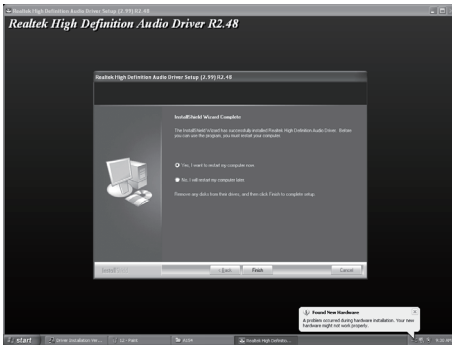 Realtek High Definition Audio Driver Setup (2.99) R2.48
Realtek High Definition Audio Driver R2.48
Realtek High Definition Audio Driver Setup (2.99) R2.48
InstallShield Wizard Complete
The InstallShield Wizard has successfully installed Realtek High Definition Audio Driver. Before
you can use the program, you must restart your computer.
Yes, I want to restart my computer now.
No, I will restart my computer later.
Remove any disks from their drives, and then click Finish to complete setup.
InstallShield
< Back
Finish
Cancel
Found New Hardware
A problem occurred during hardware installation. Your new
hardware might not work properly.
start
Driver Installation
Paint
Realtek High Definitio...